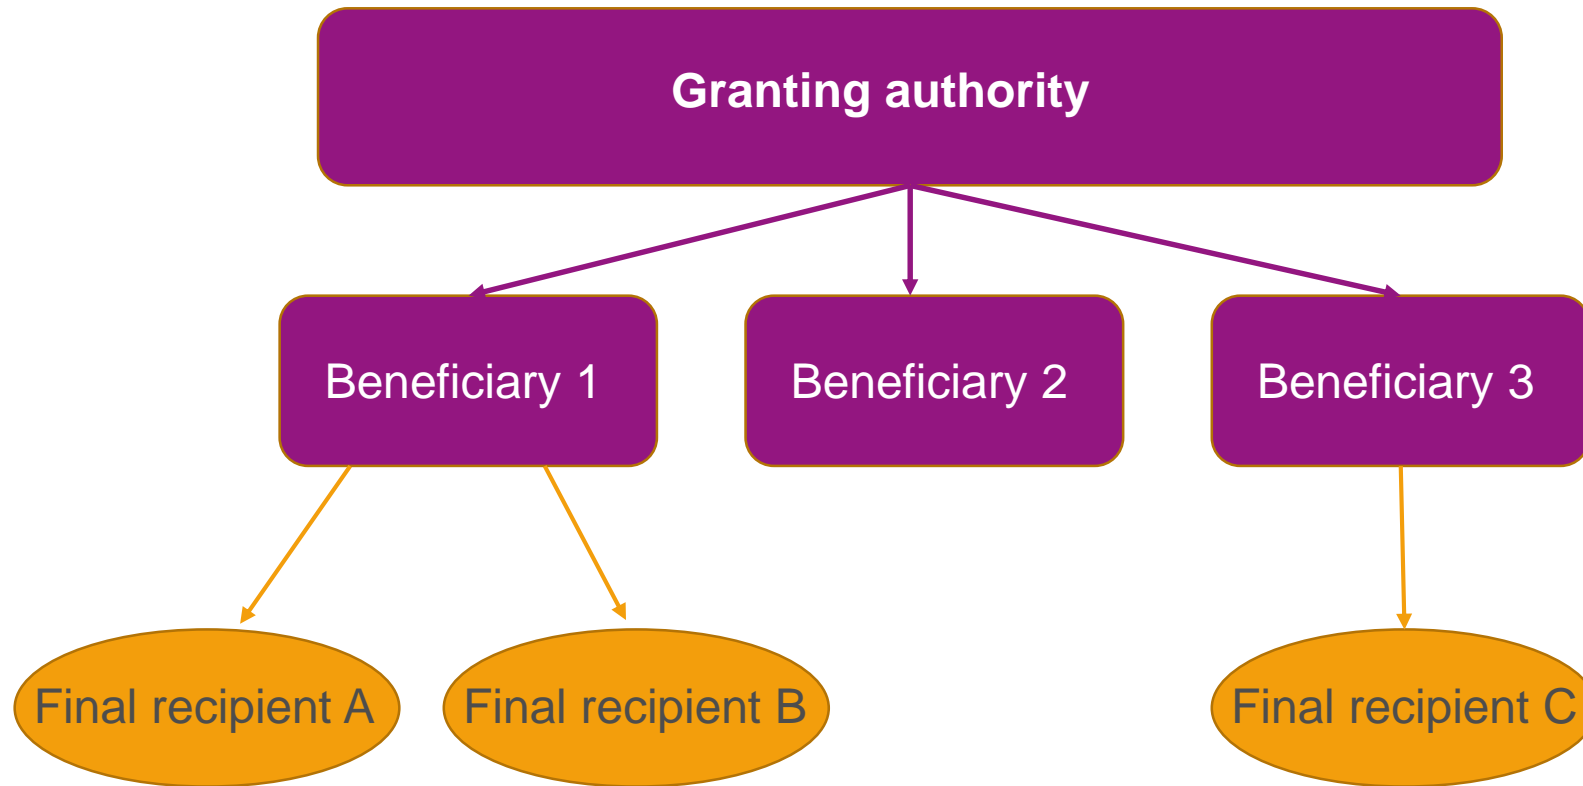 Granting authority
Beneficiary 1
Beneficiary 2
Beneficiary 3
Final recipient A
Final recipient B
Final recipient C